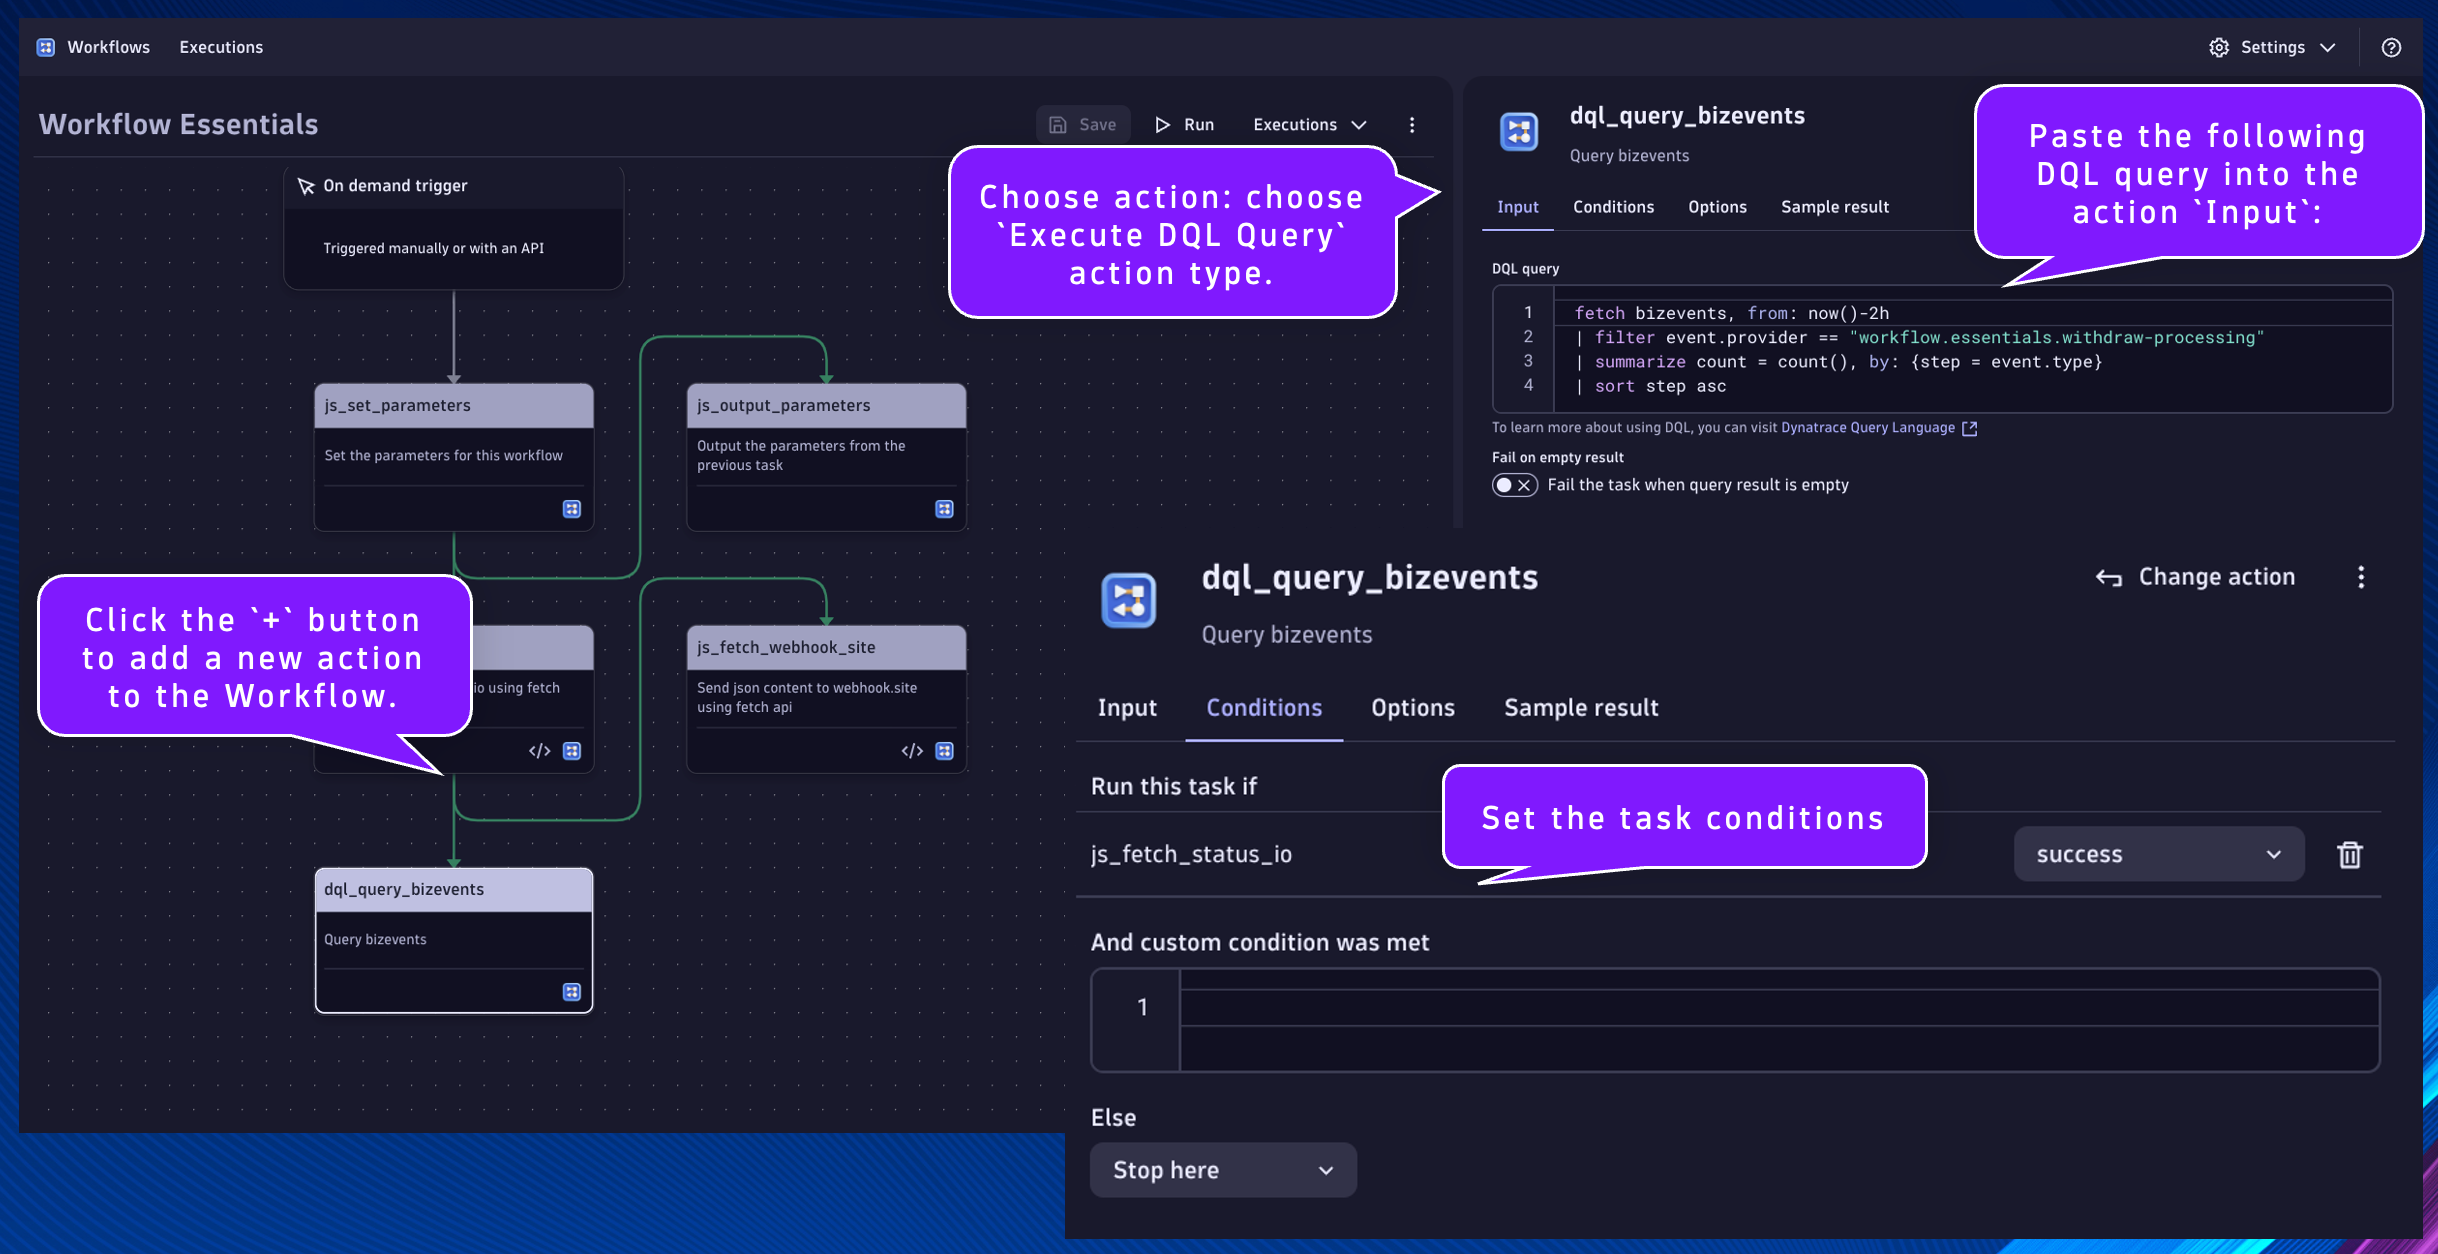 Workflows Executions
Settings
Workflow Essentials
Save Run Executions
On demand trigger
Triggered manually or with an API
js_set_parameters
Set the parameters for this workflow
js_output_parameters
Output the parameters from the
previous task
io using fetch
</>
js_fetch_webhook_site
Send json content to webhook.site
using fetch api
</>
dql_query_bizevents
Query bizevents
Click the `+` button
to add a new action
to the Workflow.
Choose action: choose
`Execute DQL Query`
action type.
dql_query_bizevents
Query bizevents
Input Conditions Options Sample result
Paste the following
DQL query into the
action `Input`:
DQL query
1 fetch bizevents, from: now()-2h
2 | filter event.provider == "workflow.essentials.withdraw-processing"
3 | summarize count = count(), by: {step = event.type}
4 | sort step asc
To learn more about using DQL, you can visit Dynatrace Query Language
Fail on empty result
Fail the task when query result is empty
dql_query_bizevents
Query bizevents
Change action
Input Conditions Options Sample result
Run this task if
Set the task conditions
js_fetch_status_io
success
And custom condition was met
1
Else
Stop here